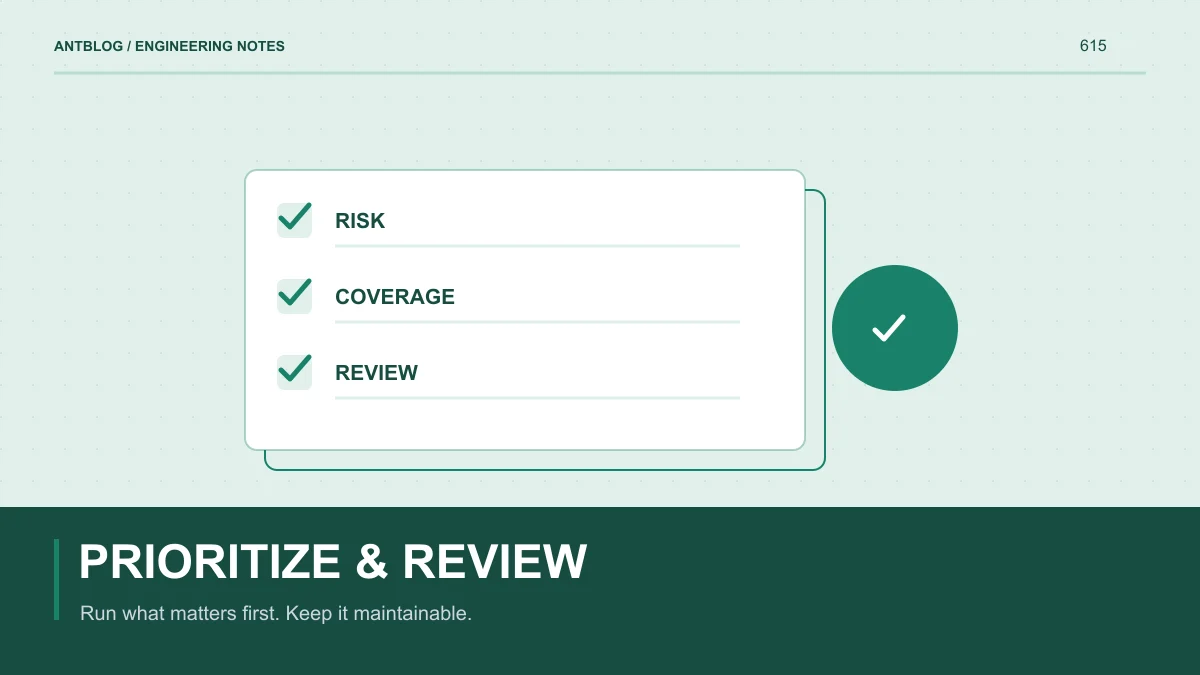 ANTBLOG / ENGINEERING NOTES
615
RISK
COVERAGE
REVIEW
PRIORITIZE & REVIEW
Run what matters first. Keep it maintainable.